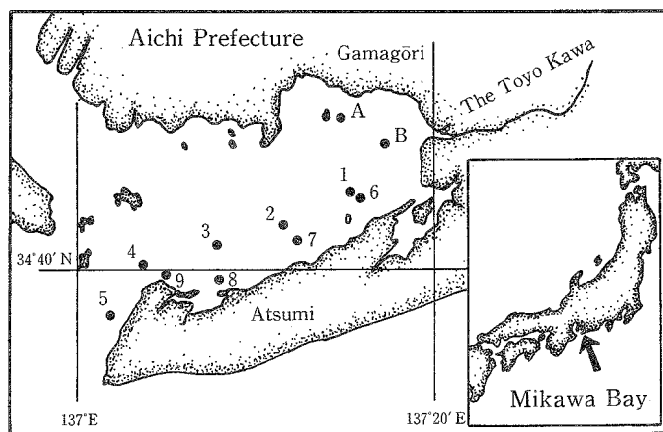 Aichi Prefecture
Gamagōri
The Toyo Kawa
A
B
1
6
2
7
3
34°40' N
4
9
8
5
Atsumi
Mikawa Bay
137°E
137°20' E